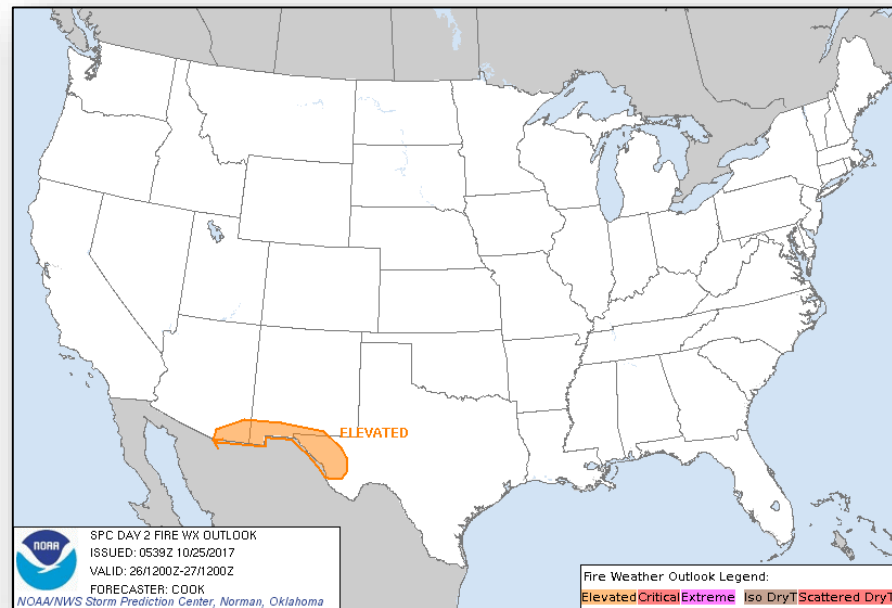 ELEVATED
NOAA
SPC DAY 2 FIRE WX OUTLOOK
ISSUED: 0539Z 10/25/2017
VALID: 26/1200Z-27/1200Z
FORECASTER: COOK
NOAA/NWS Storm Prediction Center, Norman, Oklahoma
Fire Weather Outlook Legend:
Elevated Critical Extreme Iso DryT Scattered DryT